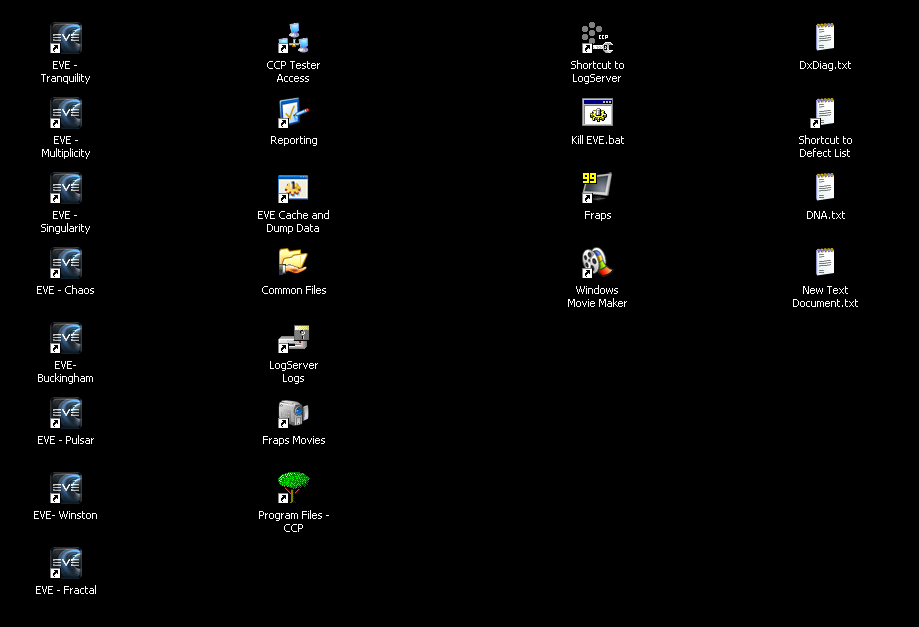 EVE -
Tranquility
EVE -
Multiplicity
EVE -
Singularity
EVE - Chaos
EVE-
Buckingham
EVE - Pulsar
EVE- Winston
EVE - Fractal
CCP Tester
Access
Reporting
EVE Cache and
Dump Data
Common Files
LogServer
Logs
Fraps Movies
Program Files -
CCP
CCP
Shortcut to
LogServer
Kill EVE.bat
99
Fraps
Windows
Movie Maker
DxDiag.txt
Shortcut to
Defect List
DNA.txt
New Text
Document.txt